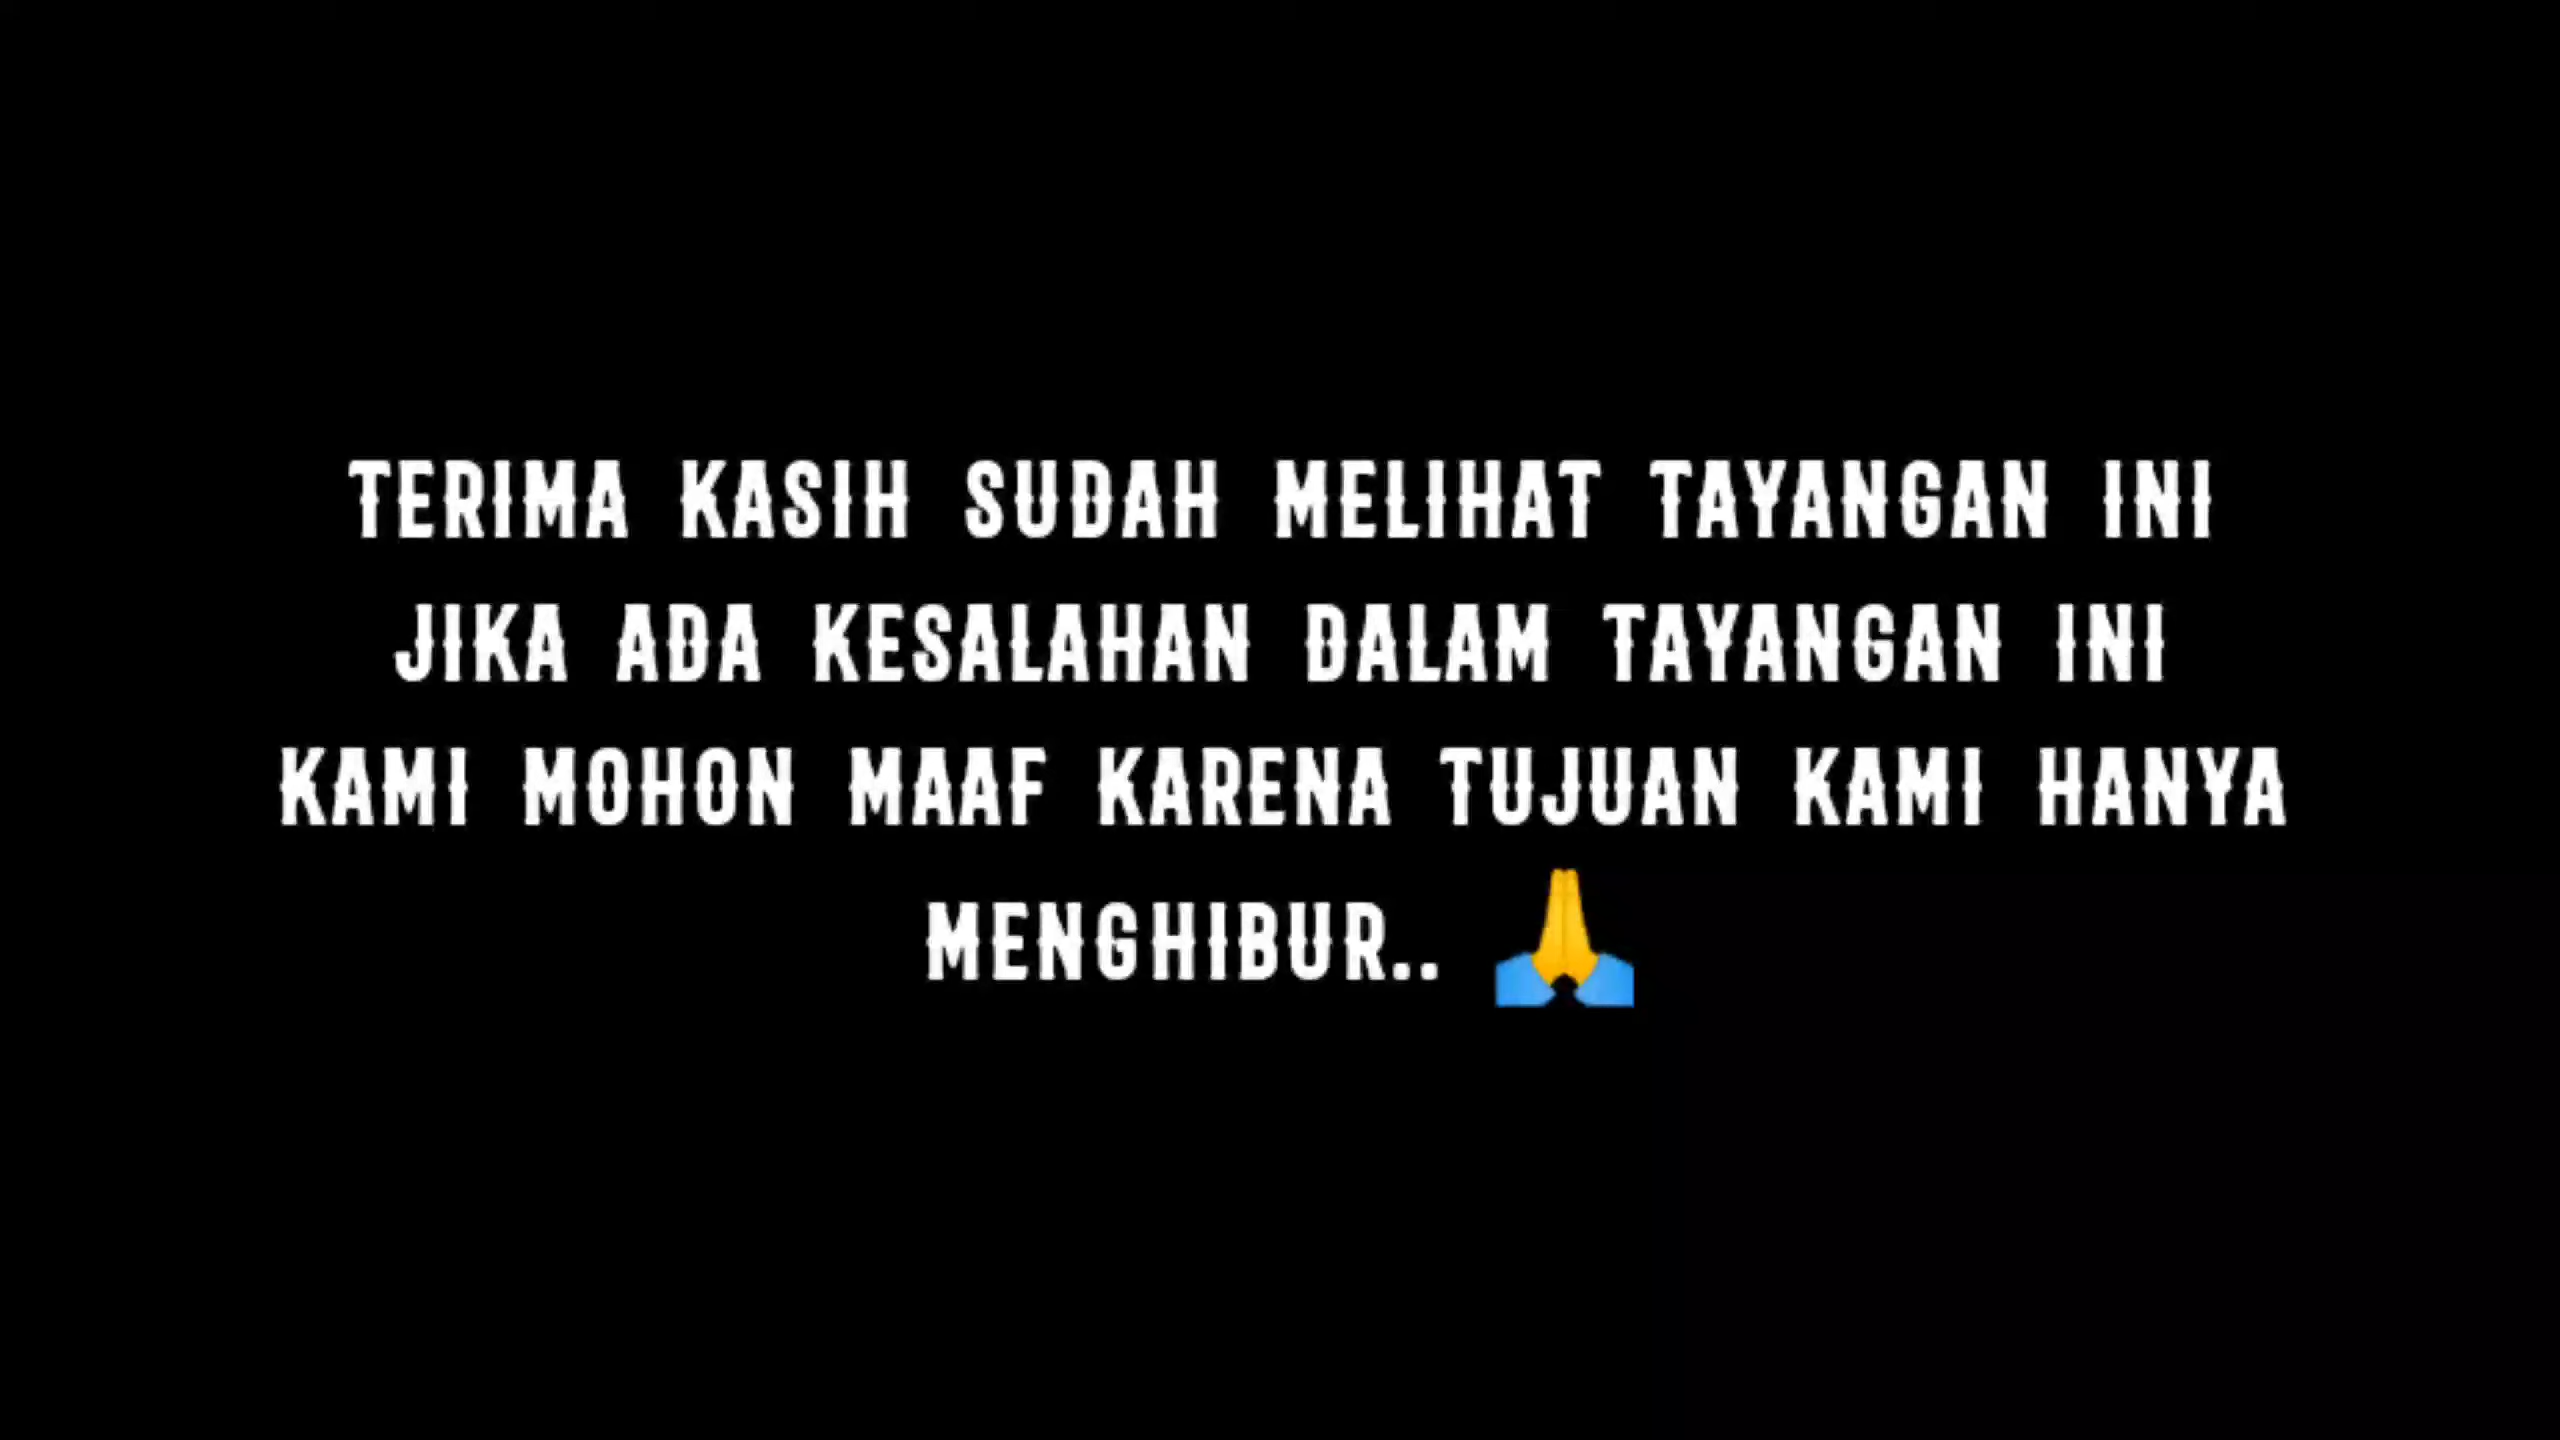 TERIMA KASIH SUDAH MELIHAT TAYANGAN INI
JIKA ADA KESALAHAN DALAM TAYANGAN INI
KAMI MOHON MAAF KARENA TUJUAN KAMI HANYA
MENGHIBUR.. 🙏